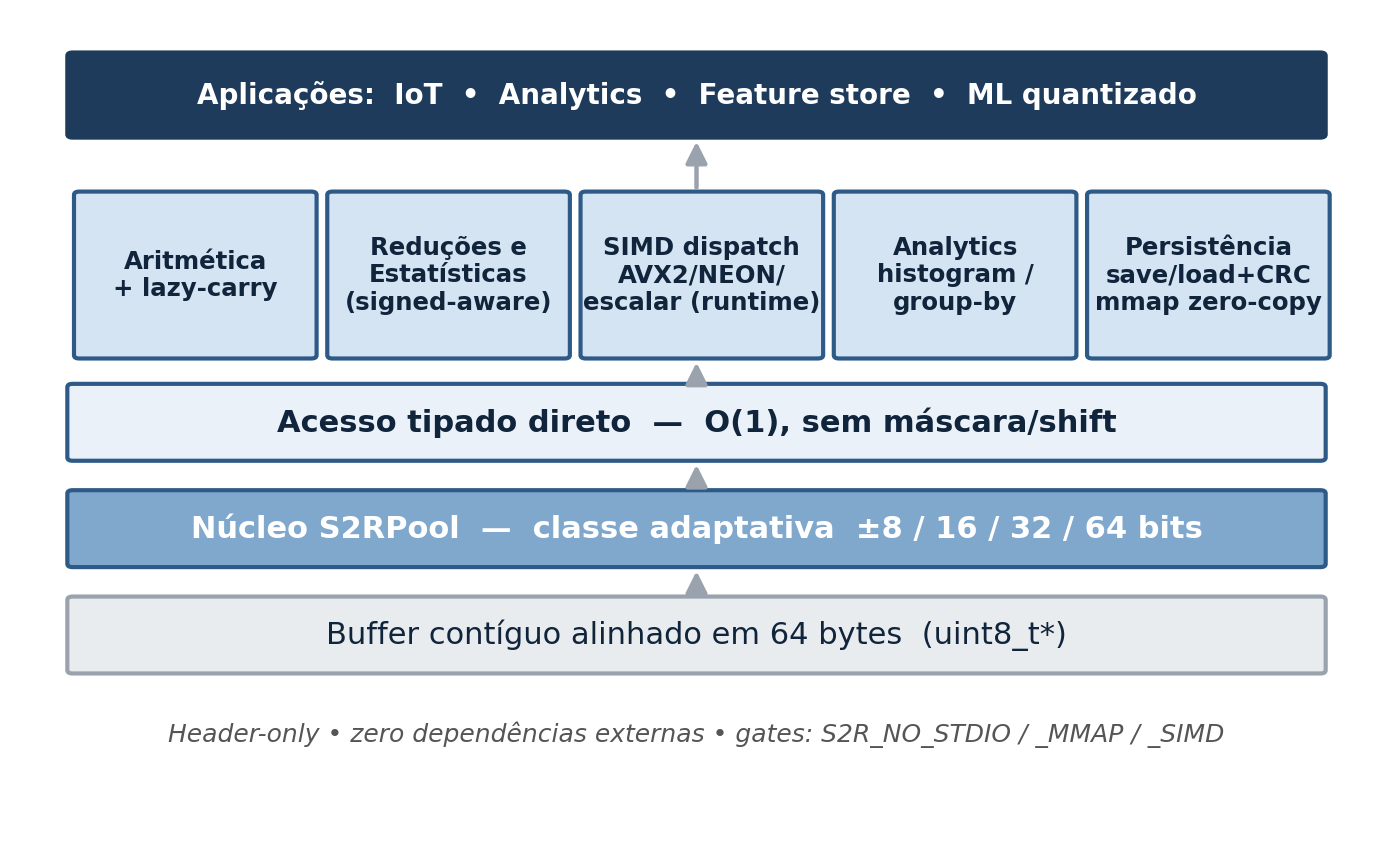 Aplicações: IoT • Analytics • Feature store • ML quantizado
Aritmética
+ lazy-carry
Reduções e
Estatísticas
(signed-aware)
SIMD dispatch
AVX2/NEON/
escalar (runtime)
Analytics
histogram /
group-by
Persistência
save/load+CRC
mmap zero-copy
Acesso tipado direto — O(1), sem máscara/shift
Núcleo S2RPool — classe adaptativa ±8 / 16 / 32 / 64 bits
Buffer contíguo alinhado em 64 bytes (uint8_t*)
Header-only • zero dependências externas • gates: S2R_NO_STDIO / _MMAP / _SIMD